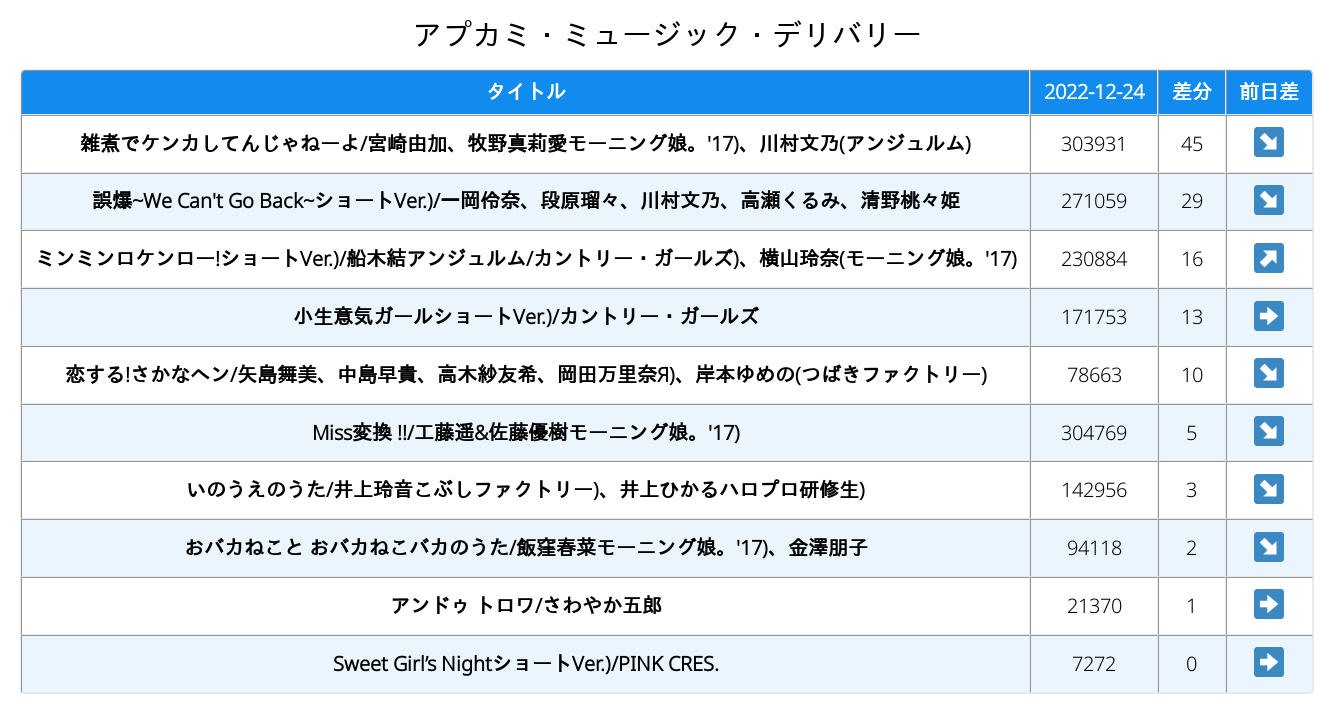 アプカミ・ミュージック・デリバリー
タイトル 2022-12-24 差分 前日差
雑煮でケンカしてんじゃねーよ/宮崎由加、牧野真莉愛モーニング娘。'17)、川村文乃(アンジュルム) 303931 45 ↘
誤爆~We Can't Go Back~ショートVer.)/一岡伶奈、段原瑠々、川村文乃、高瀬くるみ、清野桃々姫 271059 29 ↘
ミンミンロケンロー!ショートVer.)/船木結アンジュルム/カントリー・ガールズ)、横山玲奈(モーニング娘。'17) 230884 16 ↗
小生意気ガールショートVer.)/カントリー・ガールズ 171753 13 ➡
恋する!さかなヘン/矢島舞美、中島早貴、高木紗友希、岡田万里奈Я)、岸本ゆめの(つばきファクトリー) 78663 10 ↘
Miss変換 !!/工藤遥&佐藤優樹モーニング娘。'17) 304769 5 ↘
いのうえのうた/井上玲音こぶしファクトリー)、井上ひかるハロプロ研修生) 142956 3 ↘
おバカねこと おバカねこバカのうた/飯窪春菜モーニング娘。'17)、金澤朋子 94118 2 ↘
アンドゥ トロワ/さわやか五郎 21370 1 ➡
Sweet Girl’s NightショートVer.)/PINK CRES. 7272 0 ➡